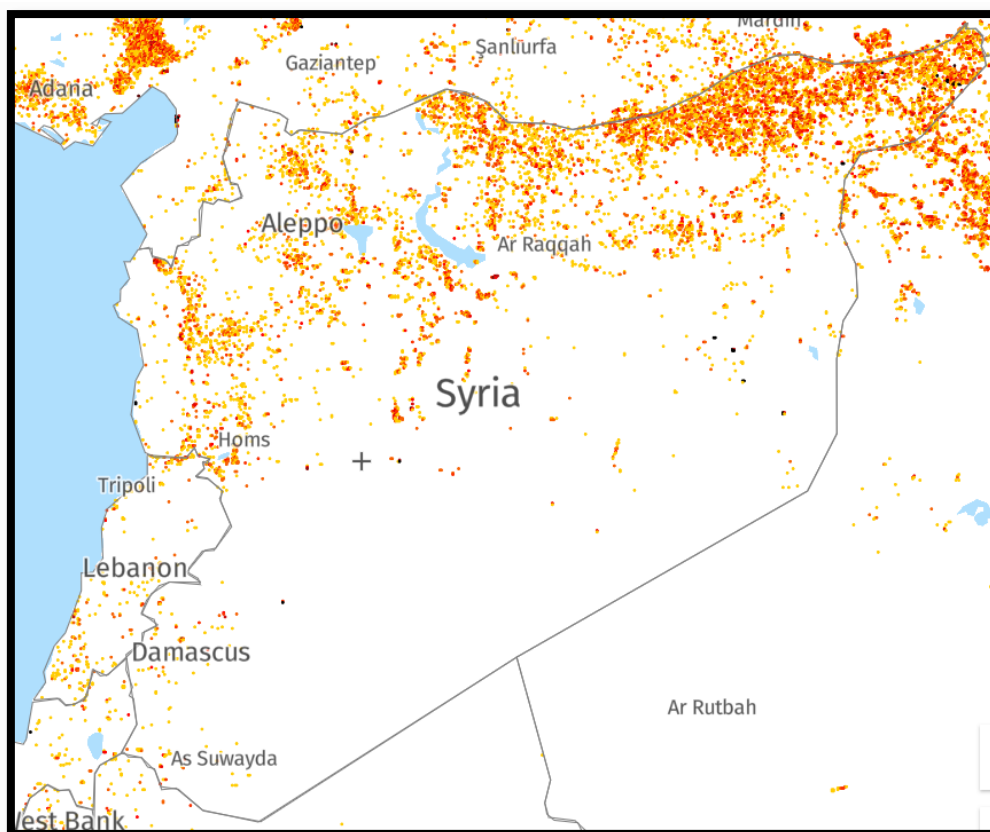 Mardin
Şanlıurfa
Gaziantep
Adana
Aleppo
Ar Raqqah
Syria
Homs
Tripoli
Lebanon
Damascus
Ar Rutbah
As Suwayda
West Bank